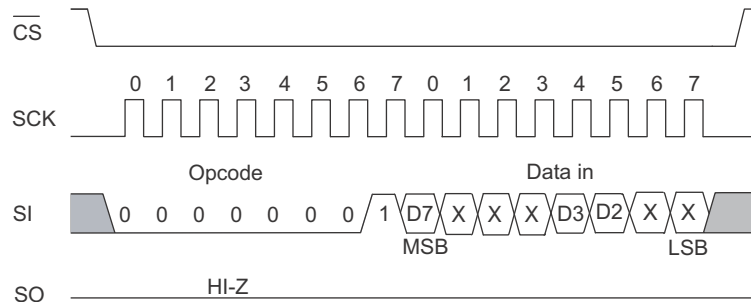 CS
0 1 2 3 4 5 6 7 0 1 2 3 4 5 6 7
SCK
Opcode Data in
SI 0 0 0 0 0 0 0 1 D7 X X X D3 D2 X X
MSB LSB
HI-Z
SO